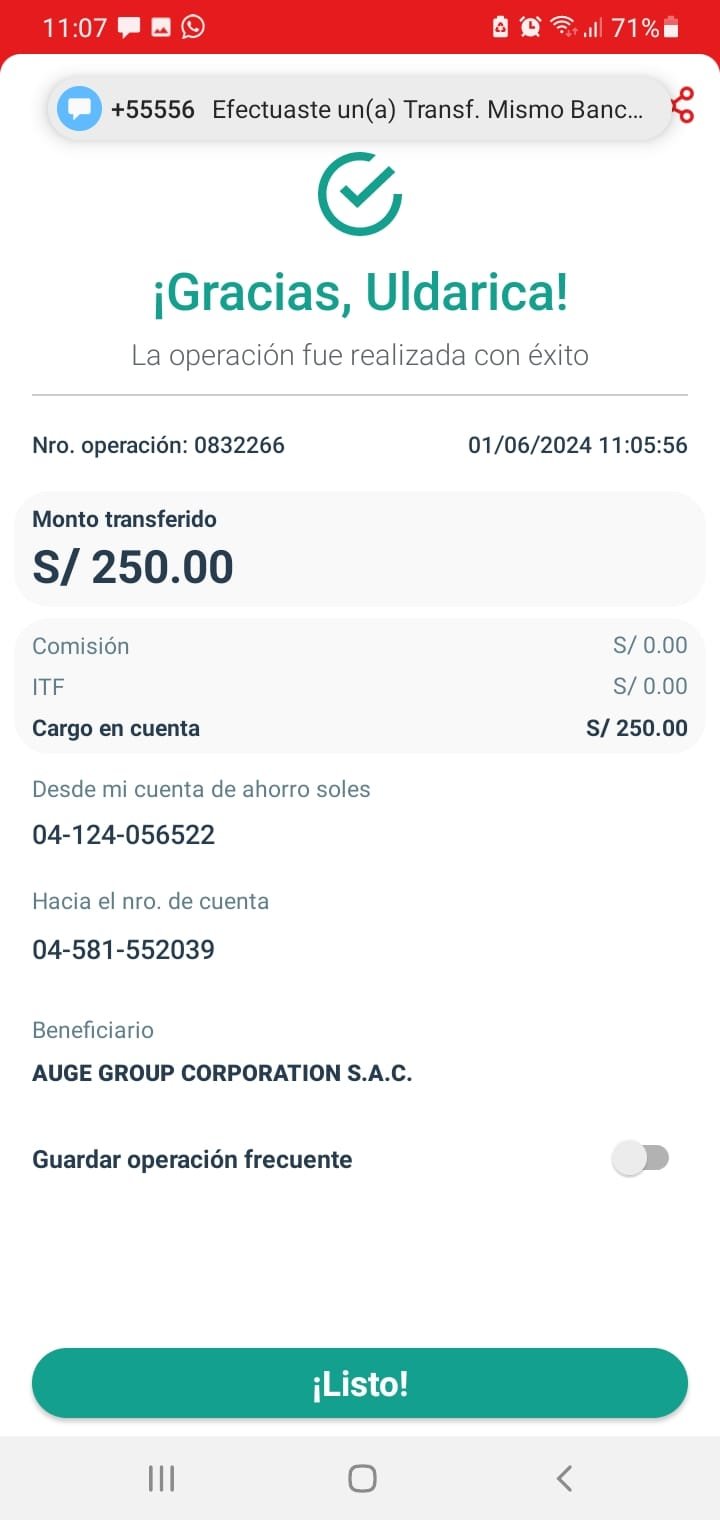 11:07
71%
+55556 Efectuaste un(a) Transf. Mismo Banc...
¡Gracias, Uldarica!
La operación fue realizada con éxito
Nro. operación: 0832266 01/06/2024 11:05:56
Monto transferido
S/ 250.00
Comisión S/ 0.00
ITF S/ 0.00
Cargo en cuenta S/ 250.00
Desde mi cuenta de ahorro soles
04-124-056522
Hacia el nro. de cuenta
04-581-552039
Beneficiario
AUGE GROUP CORPORATION S.A.C.
Guardar operación frecuente
¡Listo!